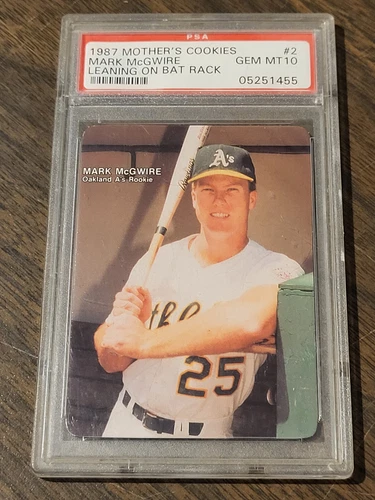 PSA
1987 MOTHER'S COOKIES #2
MARK McGWIRE GEM MT10
LEANING ON BAT RACK
05251455
MARK McGWIRE
Oakland A's Rookie
A's
25